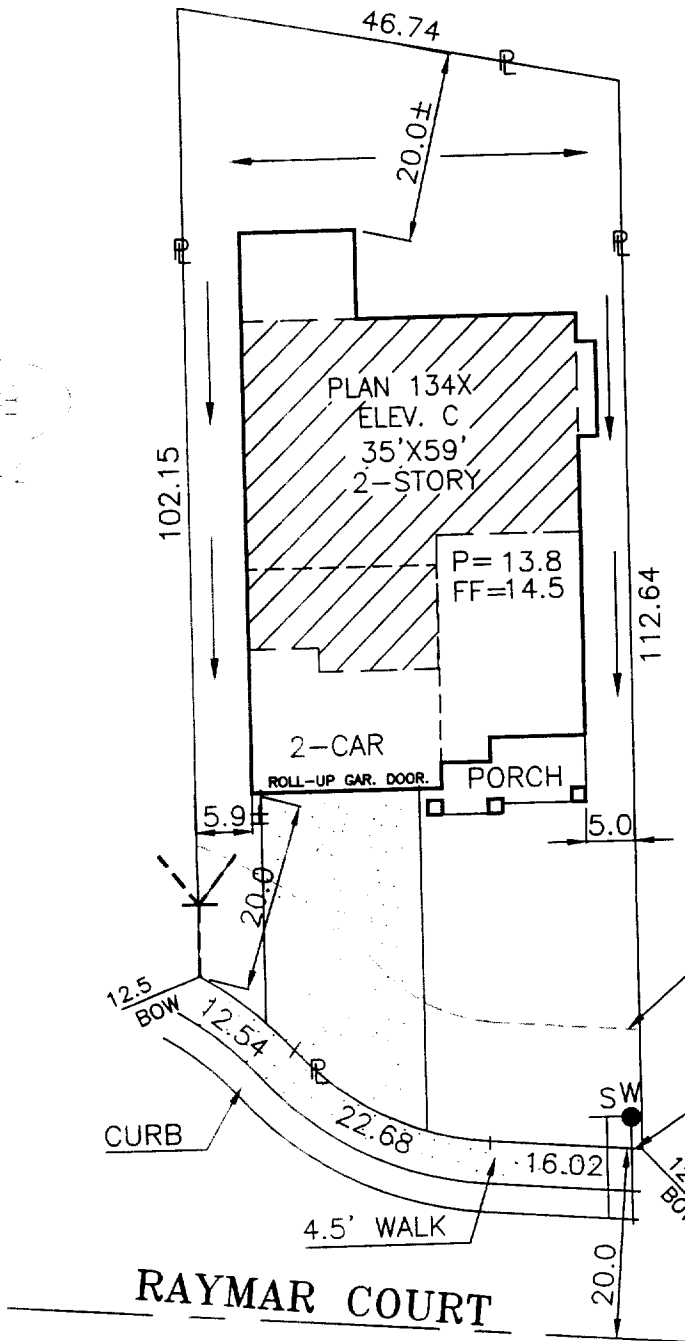 46.74
PL
20.0±
PL
PL
PLAN 134X
ELEV. C
35'X59'
2-STORY
102.15
P= 13.8
FF=14.5
112.64
2-CAR
ROLL-UP GAR. DOOR.
PORCH
5.9±
5.0
20.0
12.5
BOW
12.54
PL
SW
CURB
22.68
16.02
BOW
4.5' WALK
20.0
RAYMAR COURT